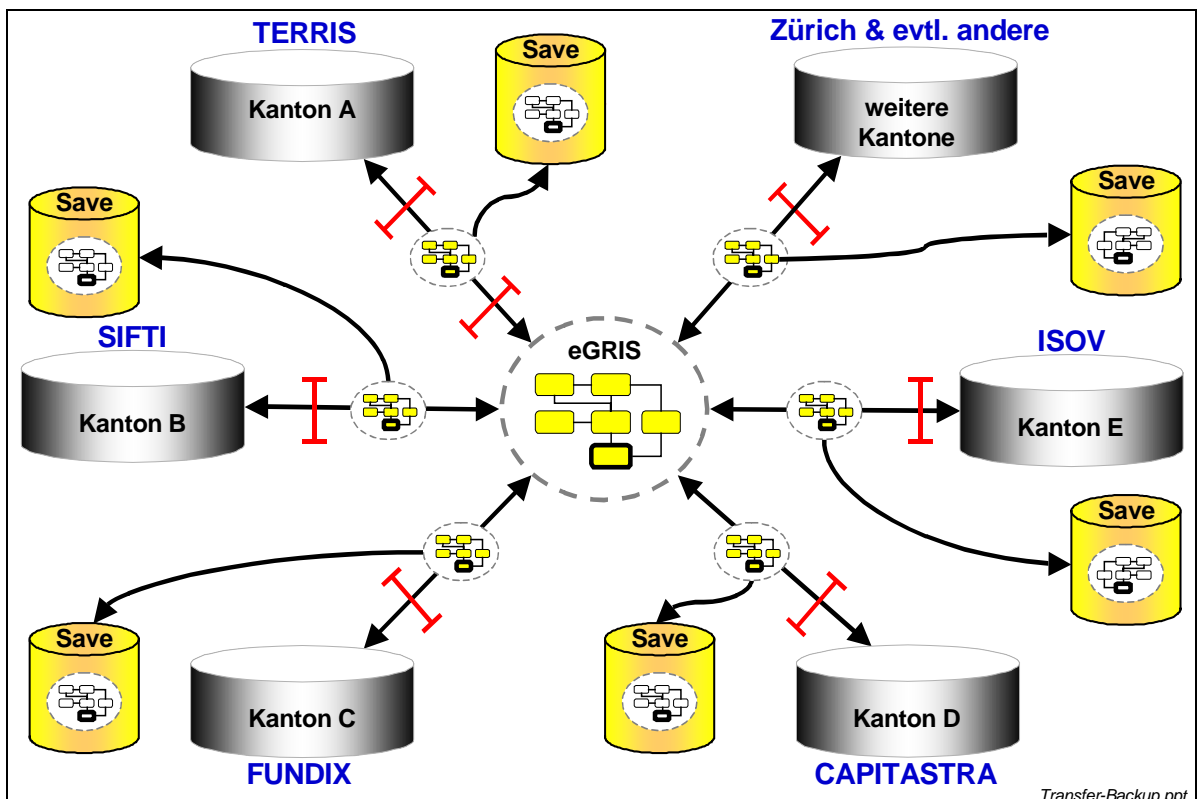 TERRIS
Zürich & evtl. andere
Save
Kanton A
weitere
Kantone
Save
Save
SIFTI
eGRIS
ISOV
Kanton B
Kanton E
Save
Save
Save
Kanton C
Kanton D
FUNDIX
CAPITASTRA
Transfer-Backup.ppt